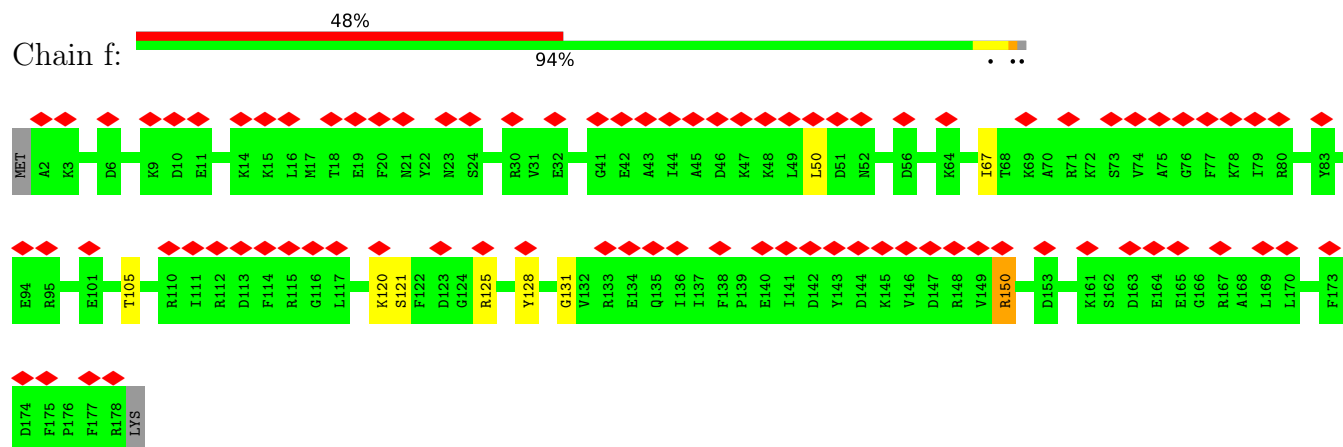 48%
Chain f:
94%
• ••
MET A2 K3 D6 K9 D10 E11 K14 K15 L16 M17 T18 E19 F20 N21 Y22 N23 S24 R30 V31 E32 G41 E42 A43 I44 A45 D46 K47 K48 L49 L50 D51 N52 D56 K64 I67 T68 K69 A70 R71 K72 S73 V74 A75 G76 F77 K78 I79 R80 Y83
E94 R95 E101 T105 R110 I111 R112 D113 F114 R115 G116 L117 K120 S121 F122 D123 G124 R125 Y128 G131 V132 R133 E134 Q135 I136 I137 F138 P139 E140 I141 D142 Y143 D144 K145 V146 D147 R148 V149 R150 D153 K161 S162 D163 E164 E165 G166 R167 A168 L169 L170 F173
D174 F175 P176 F177 R178 LYS